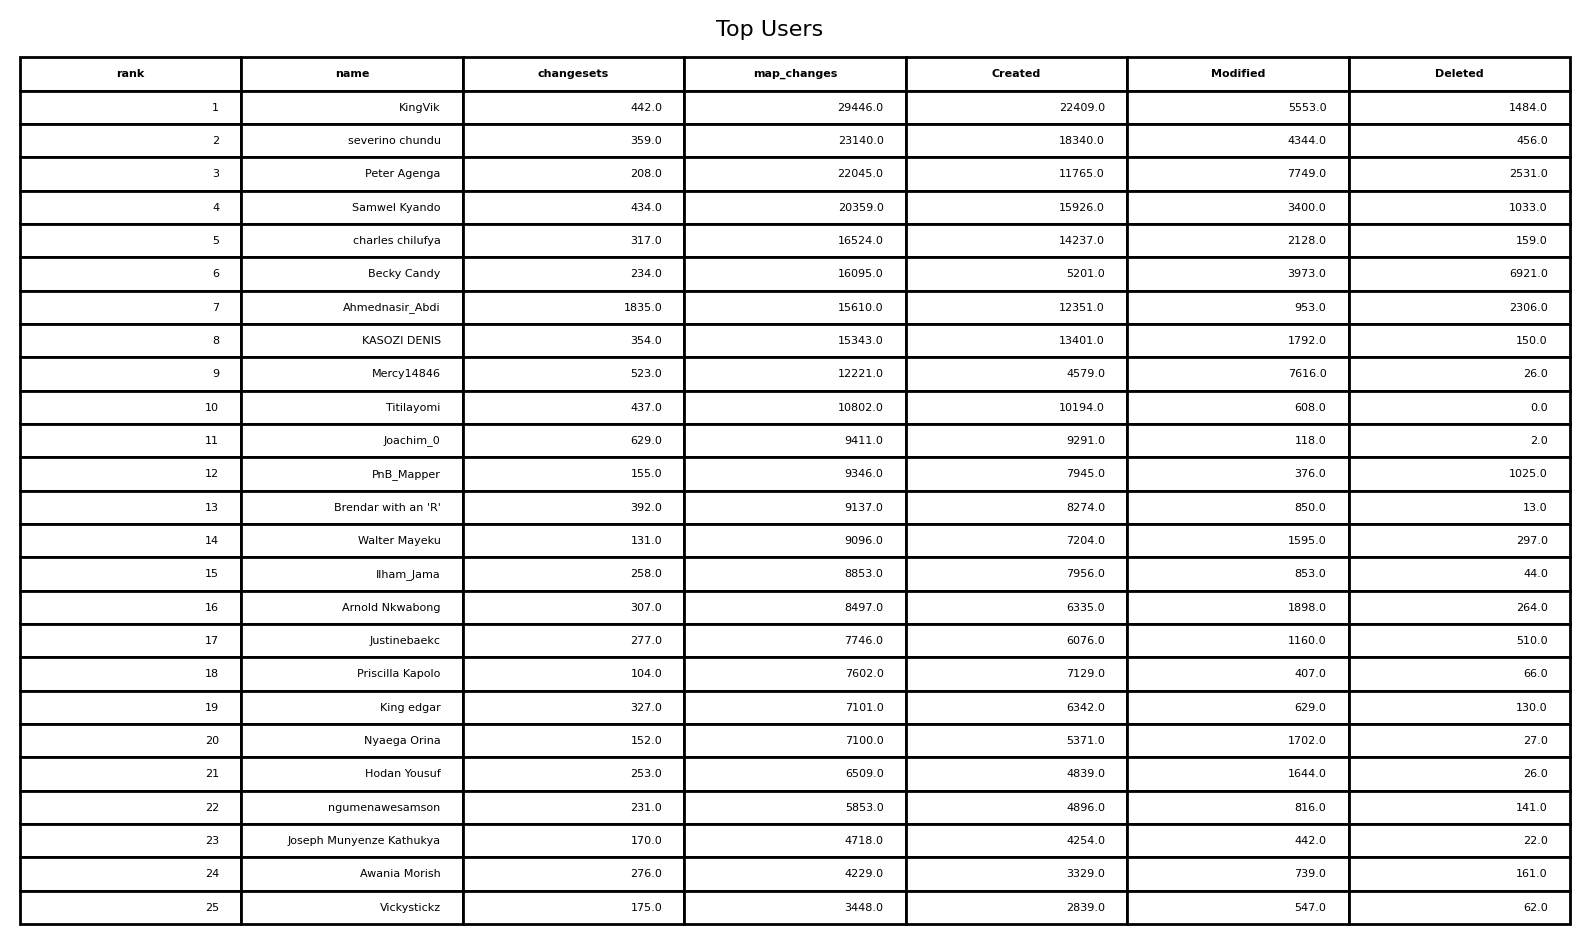 Top Users
rank name changesets map_changes Created Modified Deleted
1 KingVik 442.0 29446.0 22409.0 5553.0 1484.0
2 severino chundu 359.0 23140.0 18340.0 4344.0 456.0
3 Peter Agenga 208.0 22045.0 11765.0 7749.0 2531.0
4 Samwel Kyando 434.0 20359.0 15926.0 3400.0 1033.0
5 charles chilufya 317.0 16524.0 14237.0 2128.0 159.0
6 Becky Candy 234.0 16095.0 5201.0 3973.0 6921.0
7 Ahmednasir_Abdi 1835.0 15610.0 12351.0 953.0 2306.0
8 KASOZI DENIS 354.0 15343.0 13401.0 1792.0 150.0
9 Mercy14846 523.0 12221.0 4579.0 7616.0 26.0
10 Titilayomi 437.0 10802.0 10194.0 608.0 0.0
11 Joachim_0 629.0 9411.0 9291.0 118.0 2.0
12 PnB_Mapper 155.0 9346.0 7945.0 376.0 1025.0
13 Brendar with an 'R' 392.0 9137.0 8274.0 850.0 13.0
14 Walter Mayeku 131.0 9096.0 7204.0 1595.0 297.0
15 Ilham_Jama 258.0 8853.0 7956.0 853.0 44.0
16 Arnold Nkwabong 307.0 8497.0 6335.0 1898.0 264.0
17 Justinebaekc 277.0 7746.0 6076.0 1160.0 510.0
18 Priscilla Kapolo 104.0 7602.0 7129.0 407.0 66.0
19 King edgar 327.0 7101.0 6342.0 629.0 130.0
20 Nyaega Orina 152.0 7100.0 5371.0 1702.0 27.0
21 Hodan Yousuf 253.0 6509.0 4839.0 1644.0 26.0
22 ngumenawesamson 231.0 5853.0 4896.0 816.0 141.0
23 Joseph Munyenze Kathukya 170.0 4718.0 4254.0 442.0 22.0
24 Awania Morish 276.0 4229.0 3329.0 739.0 161.0
25 Vickystickz 175.0 3448.0 2839.0 547.0 62.0